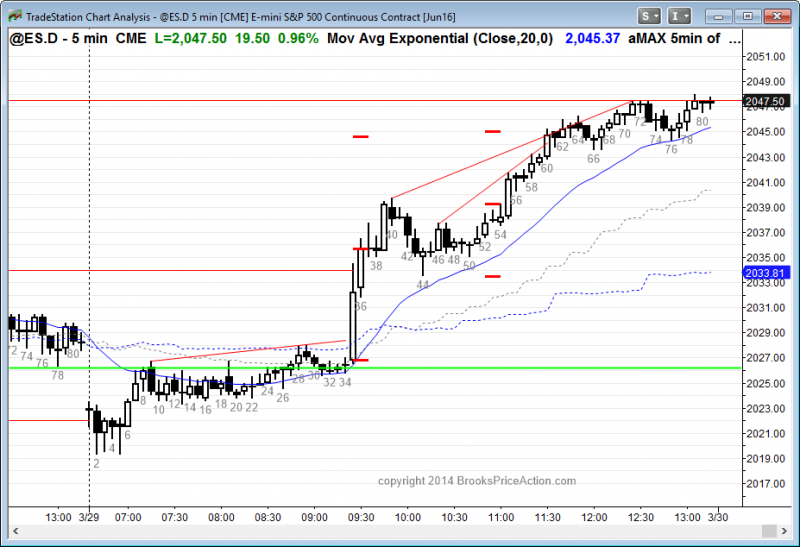 TradeStation Chart Analysis - @ES.D 5 min [CME] E-mini S&P 500 Continuous Contract [Jun16]
S
I
@ES.D - 5 min CME L=2,047.50 19.50 0.96% Mov Avg Exponential (Close,20,0) 2,045.37 aMAX 5min of ...
2051.00
2049.00
2047.50
2045.00
2043.00
2041.00
2039.00
2037.00
2035.00
2033.81
2033.00
2031.00
2029.00
2027.00
2025.00
2023.00
2021.00
2019.00
2017.00
72 74 76 78 80
2 4 6 8 10 12 14 16 18 20 22 24 26 28 30 32 34 36 38 40 42 44 46 48 50 52 54 56 58 60 62 64 66 68 70 72 74 76 78 80
copyright 2014 BrooksPriceAction.com
13:00 3/29 07:00 07:30 08:00 08:30 09:00 09:30 10:00 10:30 11:00 11:30 12:00 12:30 13:00 3/30